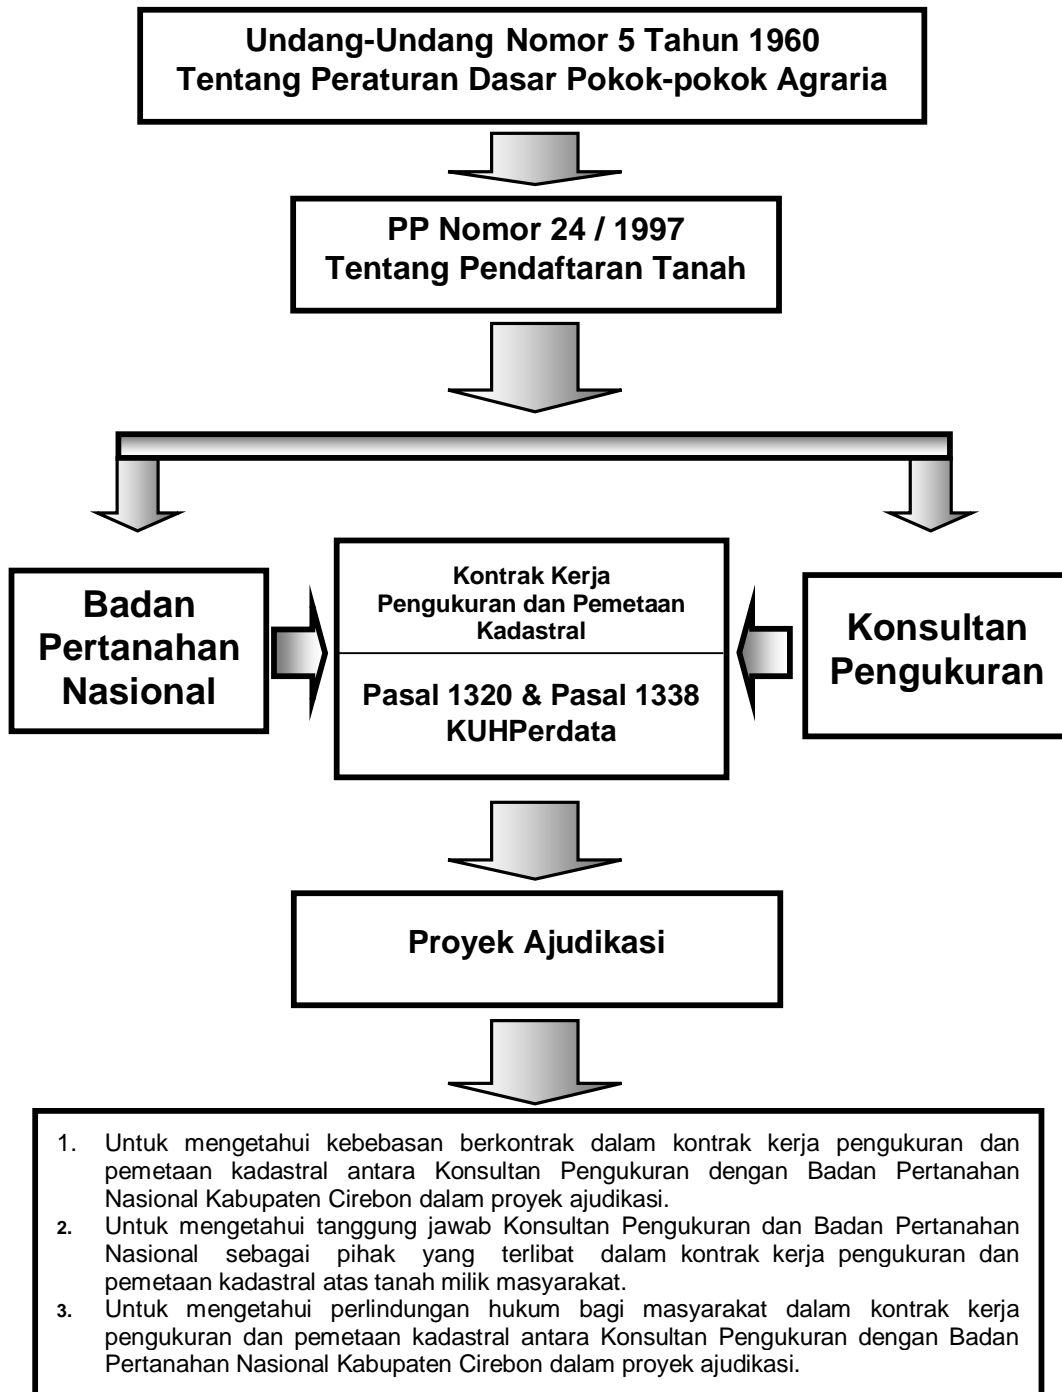 Undang-Undang Nomor 5 Tahun 1960
Tentang Peraturan Dasar Pokok-pokok Agraria
PP Nomor 24 / 1997
Tentang Pendaftaran Tanah
Badan
Pertanahan
Nasional
Kontrak Kerja
Pengukuran dan Pemetaan
Kadastral
Pasal 1320 & Pasal 1338
KUHPerdata
Konsultan
Pengukuran
Proyek Ajudikasi
1. Untuk mengetahui kebebasan berkontrak dalam kontrak kerja pengukuran dan
pemetaan kadastral antara Konsultan Pengukuran dengan Badan Pertanahan
Nasional Kabupaten Cirebon dalam proyek ajudikasi.
2. Untuk mengetahui tanggung jawab Konsultan Pengukuran dan Badan Pertanahan
Nasional sebagai pihak yang terlibat dalam kontrak kerja pengukuran dan
pemetaan kadastral atas tanah milik masyarakat.
3. Untuk mengetahui perlindungan hukum bagi masyarakat dalam kontrak kerja
pengukuran dan pemetaan kadastral antara Konsultan Pengukuran dengan Badan
Pertanahan Nasional Kabupaten Cirebon dalam proyek ajudikasi.